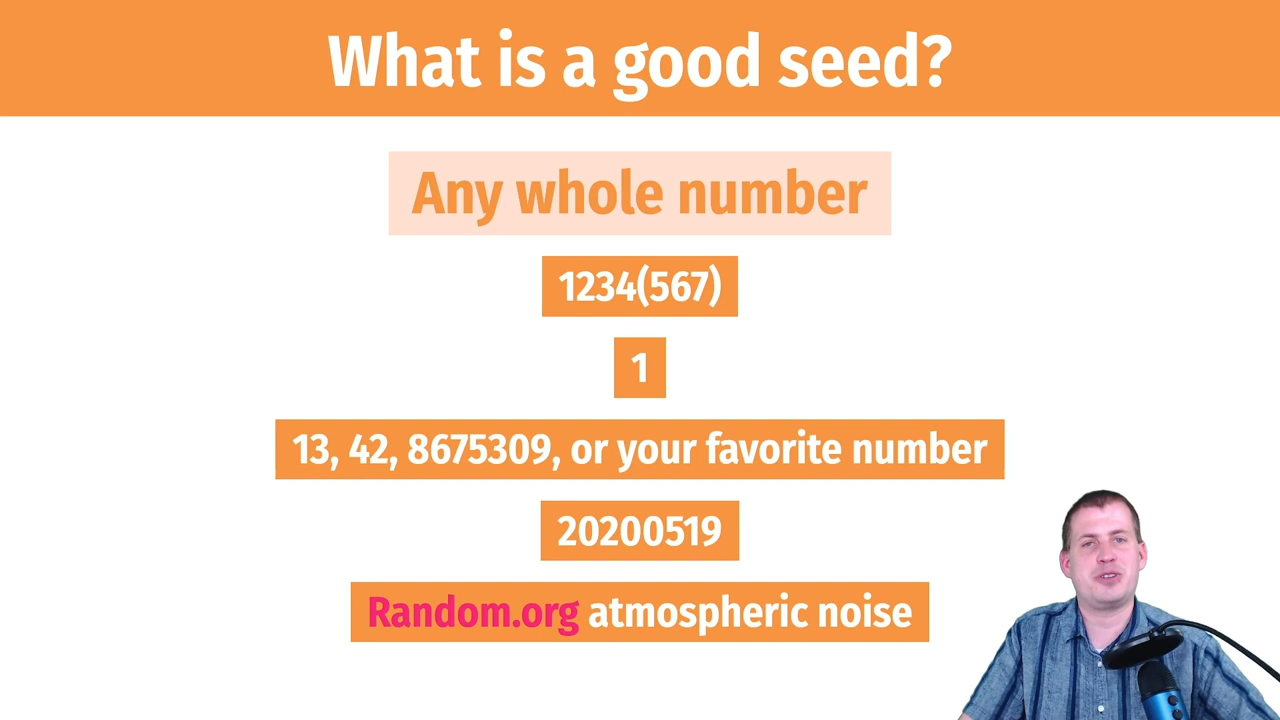 What is a good seed?
Any whole number
1234(567)
1
13, 42, 8675309, or your favorite number
20200519
Random.org atmospheric noise